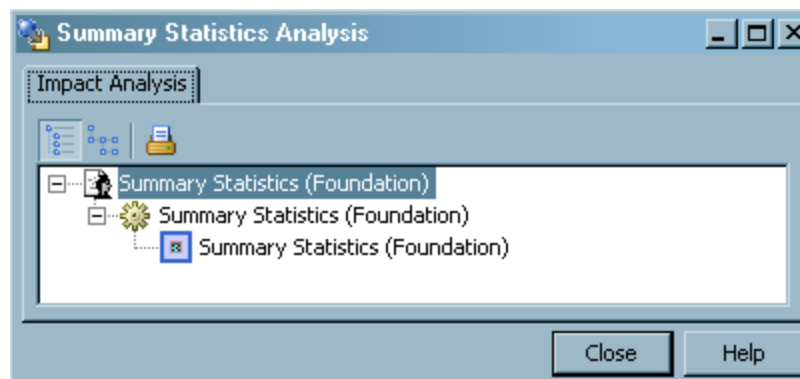 Summary Statistics Analysis
Impact Analysis
Summary Statistics (Foundation)
Summary Statistics (Foundation)
Summary Statistics (Foundation)
Close Help